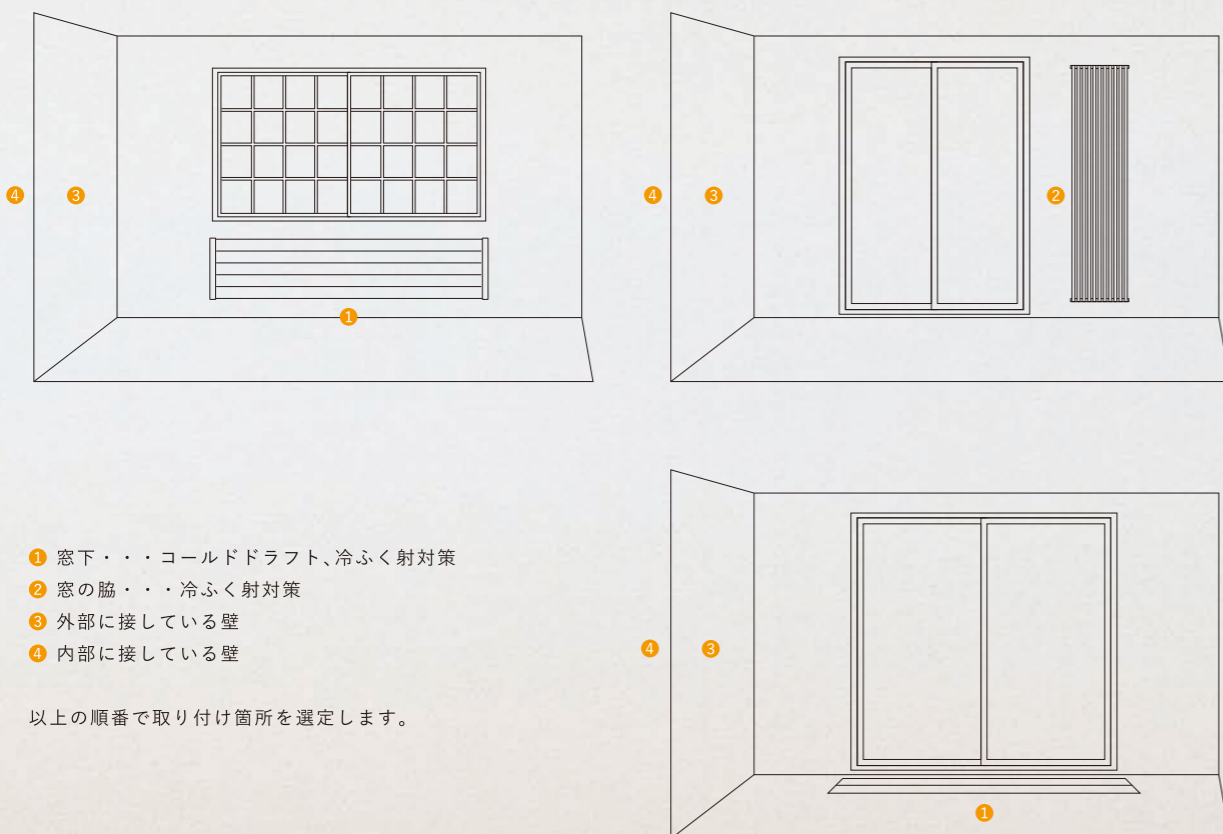 4
3
1
4
3
2
① 窓下・・・コールドドラフト、冷ふく射対策
② 窓の脇・・・冷ふく射対策
③ 外部に接している壁
④ 内部に接している壁
以上の順番で取り付け箇所を選定します。
4
3
1